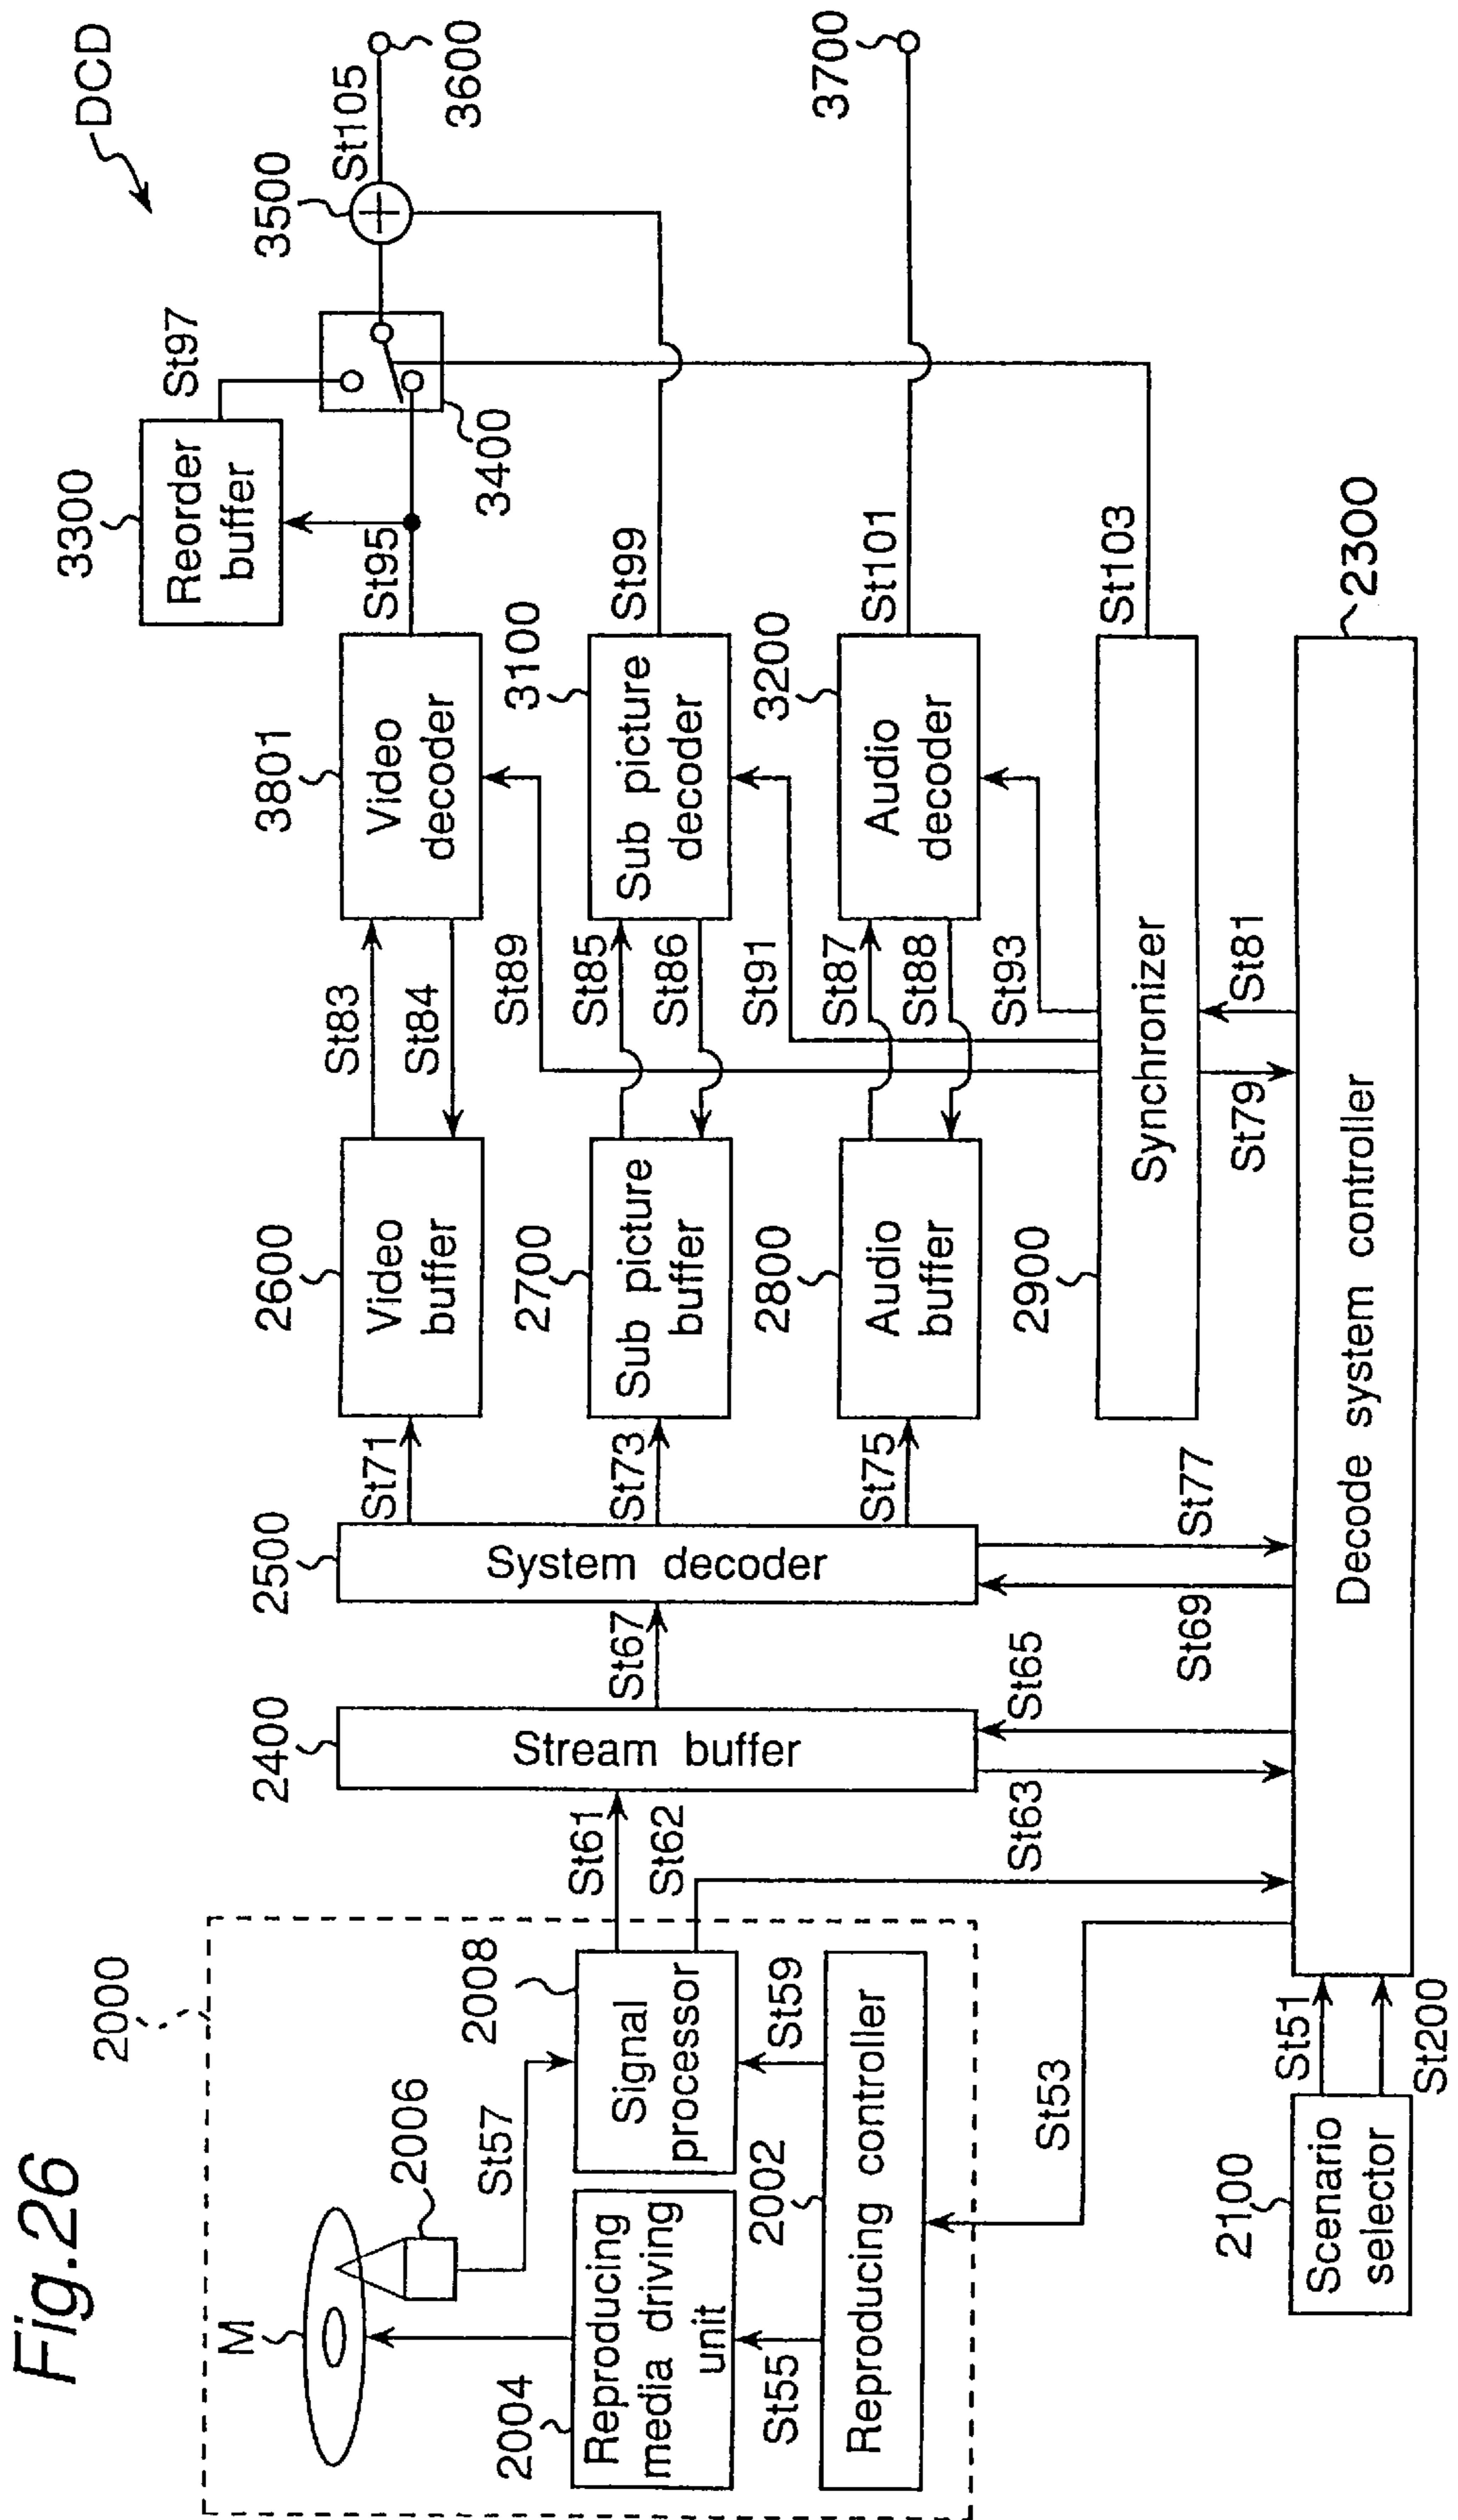 Fig.26
DCD
2000
M
2006
St57
2004
Reproducing
media driving
unit
2008
Signal
processor
St55
St59
2002
Reproducing controller
St61
St62
St53
2100
Scenario
selector
St51
St200
2400
Stream buffer
St63
St65
St67
2500
System decoder
St69
St77
St71
St73
St75
2600
Video
buffer
2700
Sub picture
buffer
2800
Audio
buffer
2900
Synchronizer
St79
St81
St83
St84
St89
St85
St86
St91
St87
St88
St93
3801
Video
decoder
3100
Sub picture
decoder
3200
Audio
decoder
St95
St99
St101
St103
3300
Reorder
buffer
St97
3400
3500
St105
3600
3700
2300
Decode system controller